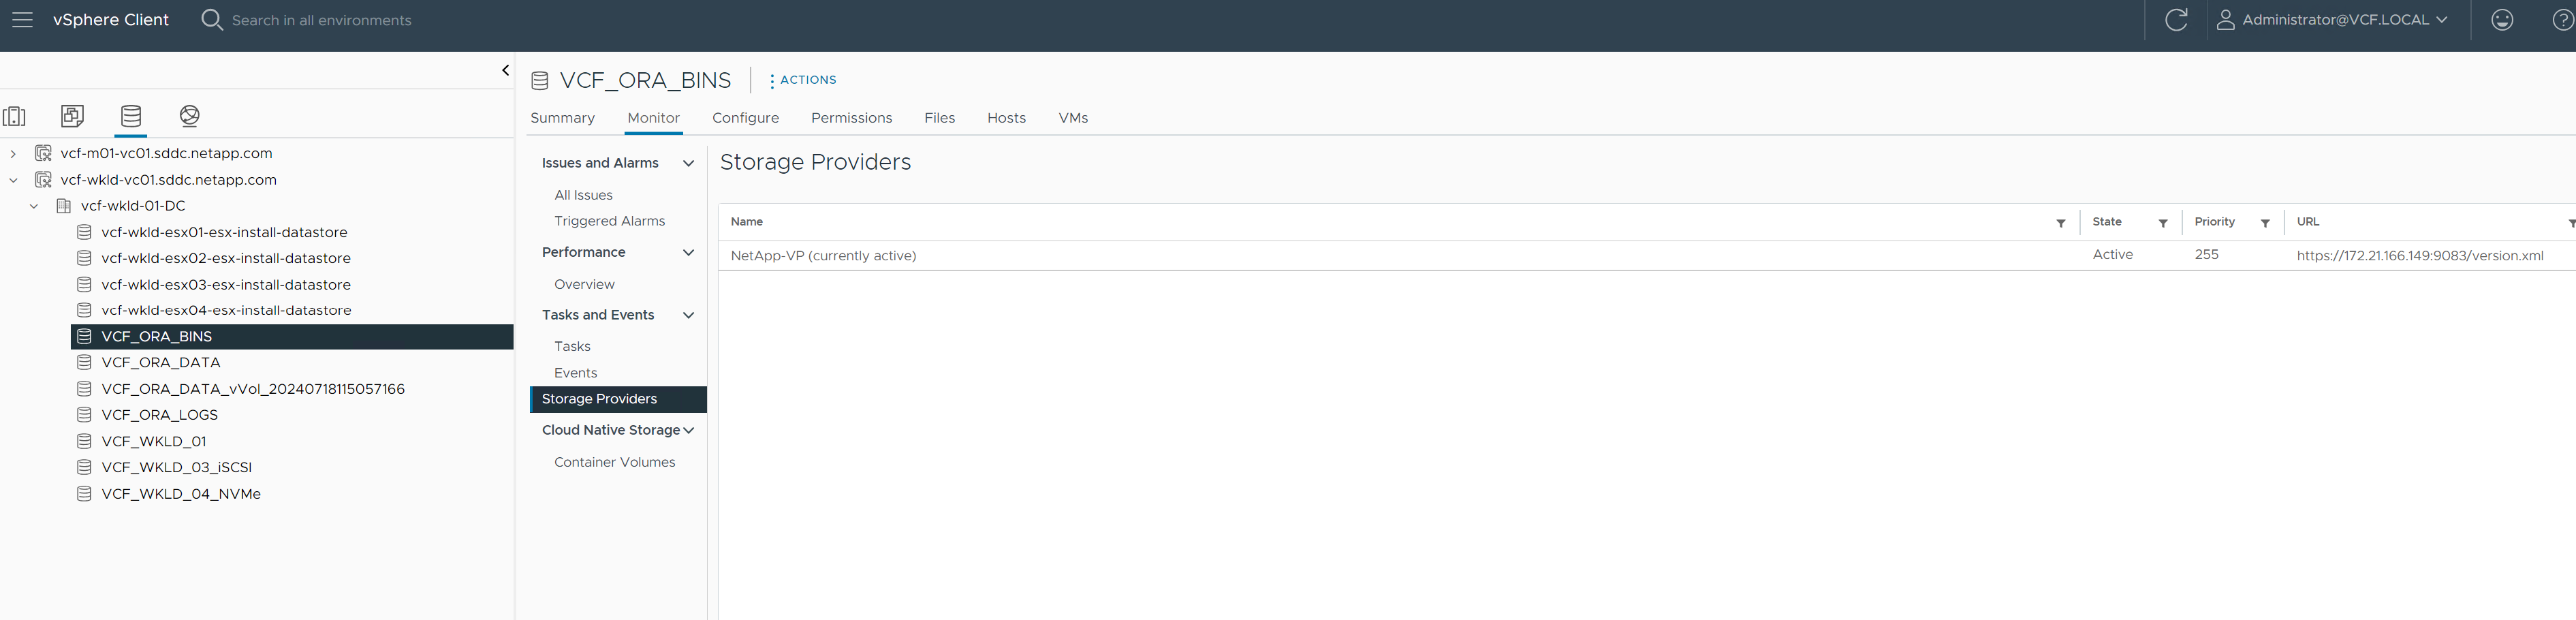 vSphere Client
Search in all environments
Administrator@VCF.LOCAL
vcf-m01-vc01.sddc.netapp.com
vcf-wkld-vc01.sddc.netapp.com
vcf-wkld-01-DC
vcf-wkld-esx01-esx-install-datastore
vcf-wkld-esx02-esx-install-datastore
vcf-wkld-esx03-esx-install-datastore
vcf-wkld-esx04-esx-install-datastore
VCF_ORA_BINS
VCF_ORA_DATA
VCF_ORA_DATA_vVol_20240718115057166
VCF_ORA_LOGS
VCF_WKLD_01
VCF_WKLD_03_iSCSI
VCF_WKLD_04_NVMe
VCF_ORA_BINS
ACTIONS
Summary Monitor Configure Permissions Files Hosts VMs
Issues and Alarms
All Issues
Triggered Alarms
Performance
Overview
Tasks and Events
Tasks
Events
Storage Providers
Cloud Native Storage
Container Volumes
Storage Providers
Name State Priority URL
NetApp-VP (currently active) Active 255 https://172.21.166.149:9083/version.xml